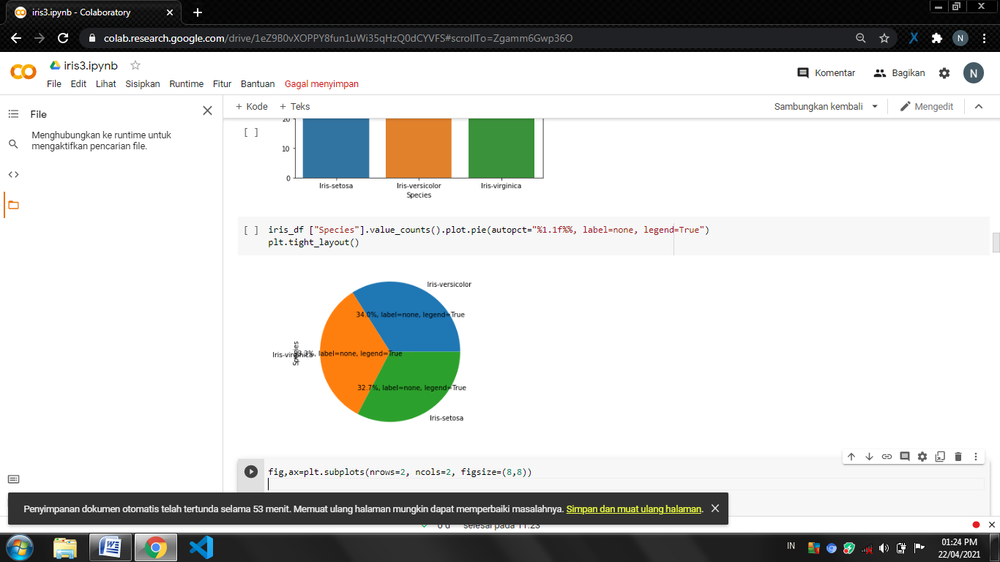 iris3.ipynb - Colaboratory
colab.research.google.com/drive/1eZ9B0vXOPPY8fun1uWi35qHzQ0dCYVFS#scrollTo=Zgamm6Gwp36O
N
iris3.ipynb
File Edit Lihat Sisipkan Runtime Fitur Bantuan Gagal menyimpan
Komentar Bagikan N
File
+ Kode + Teks
Sambungkan kembali Mengedit
Menghubungkan ke runtime untuk
mengaktifkan pencarian file.
[ ]
20
10
0
Iris-setosa Iris-versicolor Iris-virginica
Species
[ ] iris_df ["Species"].value_counts().plot.pie(autopct="%1.1f%%, label=none, legend=True")
plt.tight_layout()
Iris-versicolor
34.0%, label=none, legend=True
Species
Iris-virginica
%, label=none, legend=True
32.7%, label=none, legend=True
Iris-setosa
fig,ax=plt.subplots(nrows=2, ncols=2, figsize=(8,8))
Penyimpanan dokumen otomatis telah tertunda selama 53 menit. Memuat ulang halaman mungkin dapat memperbaiki masalahnya. Simpan dan muat ulang halaman.
0 d selesai pada 11.23
IN
01:24 PM
22/04/2021